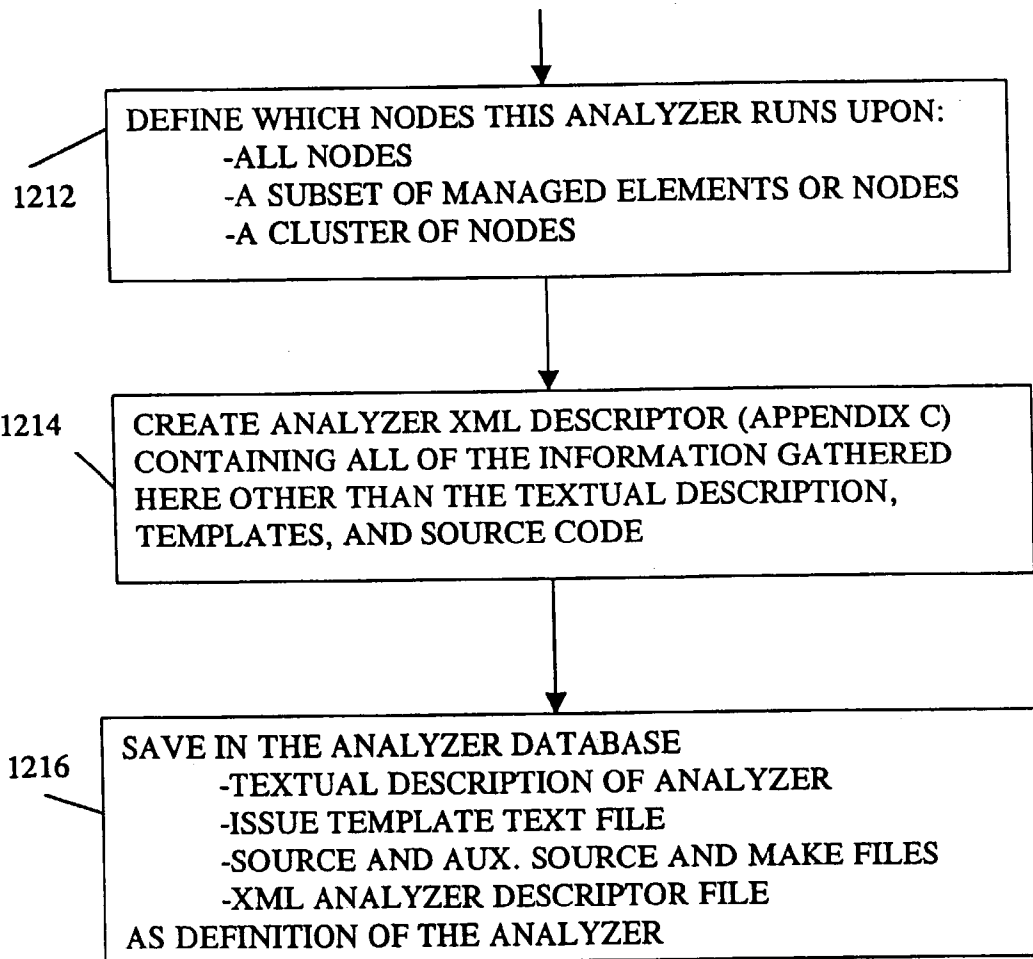 DEFINE WHICH NODES THIS ANALYZER RUNS UPON:
-ALL NODES
-A SUBSET OF MANAGED ELEMENTS OR NODES
-A CLUSTER OF NODES
1212
1214
CREATE ANALYZER XML DESCRIPTOR (APPENDIX C)
CONTAINING ALL OF THE INFORMATION GATHERED
HERE OTHER THAN THE TEXTUAL DESCRIPTION,
TEMPLATES, AND SOURCE CODE
1216
SAVE IN THE ANALYZER DATABASE
-TEXTUAL DESCRIPTION OF ANALYZER
-ISSUE TEMPLATE TEXT FILE
-SOURCE AND AUX. SOURCE AND MAKE FILES
-XML ANALYZER DESCRIPTOR FILE
AS DEFINITION OF THE ANALYZER